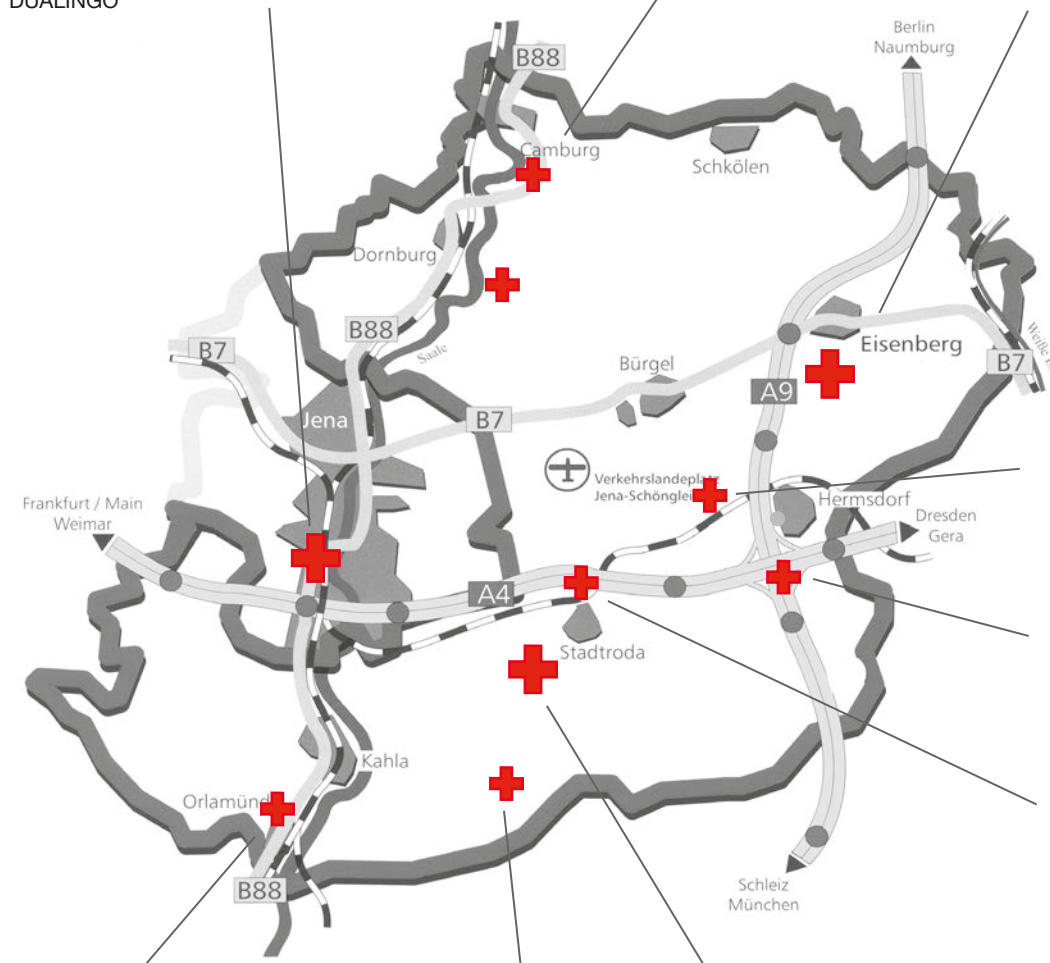 DUALINGO
Berlin
Naumburg
B88
Camburg
Schkölen
Dornburg
B88
Saale
B7
Eisenberg
Bürgel
B7
A9
Jena
B7
Verkehrslandeplatz
Hermsdorf
Frankfurt / Main
Weimar
Dresden
Gera
A4
Stadtroda
Kahla
B88
Schleiz
München